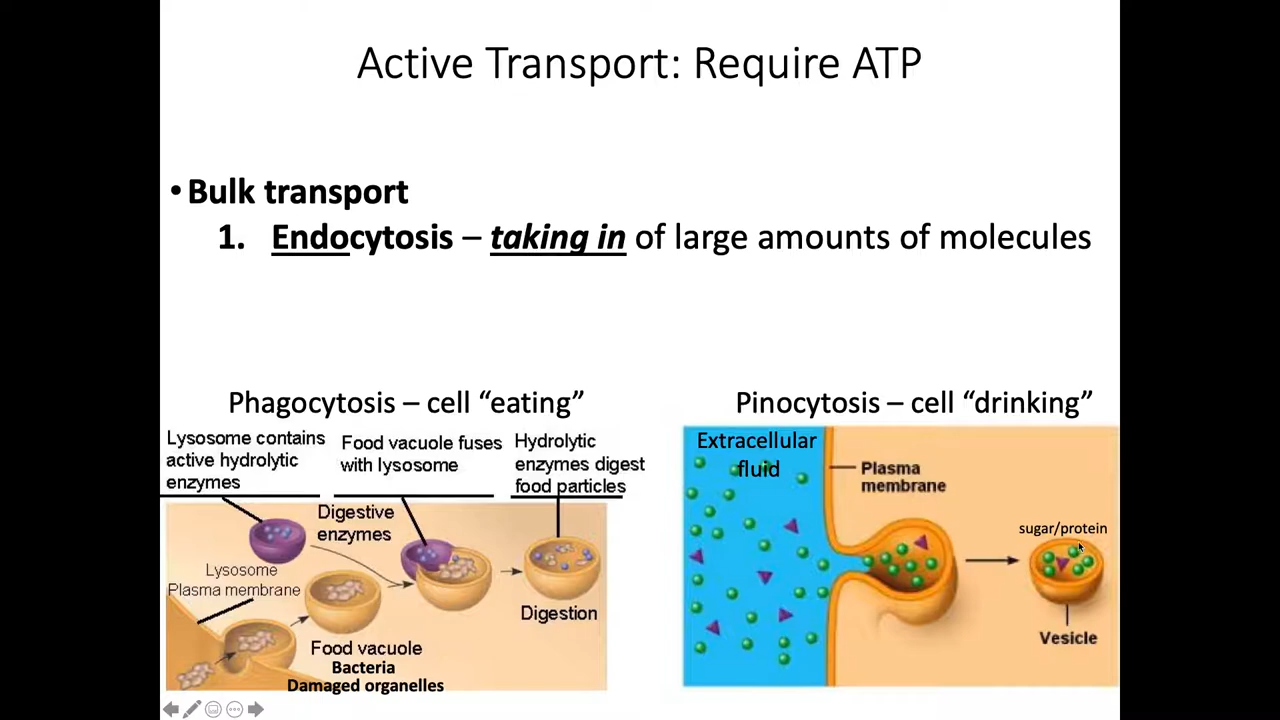 Active Transport: Require ATP
• Bulk transport
1. Endocytosis – taking in of large amounts of molecules
Phagocytosis – cell “eating”
Lysosome contains
active hydrolytic
enzymes
Food vacuole fuses
with lysosome
Hydrolytic
enzymes digest
food particles
Digestive
enzymes
Lysosome
Plasma membrane
Digestion
Food vacuole
Bacteria
Damaged organelles
Pinocytosis – cell “drinking”
Extracellular
fluid
Plasma
membrane
sugar/protein
Vesicle